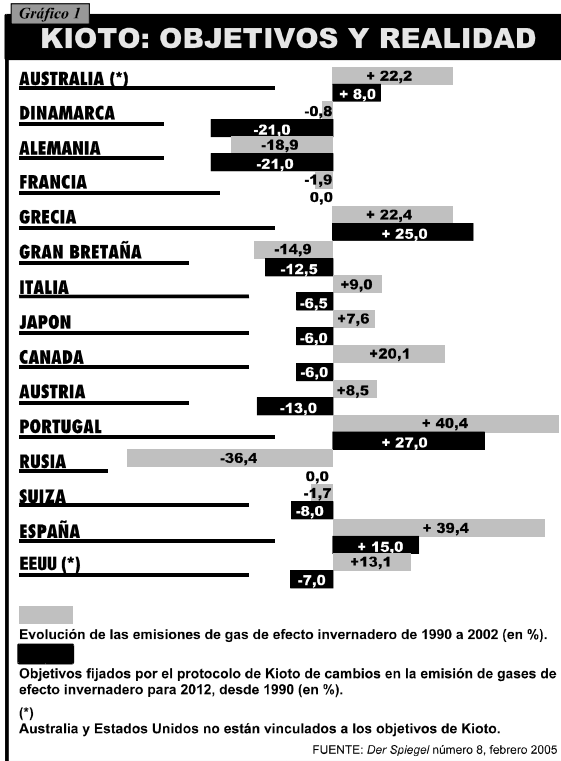 Gráfico 1
KIOTO: OBJETIVOS Y REALIDAD
AUSTRALIA (*)
+ 22,2
+ 8,0
DINAMARCA
-0,8
-21,0
ALEMANIA
-18,9
-21,0
FRANCIA
-1,9
0,0
GRECIA
+ 22,4
+ 25,0
GRAN BRETAÑA
-14,9
-12,5
ITALIA
+9,0
-6,5
JAPON
+7,6
-6,0
CANADA
+20,1
-6,0
AUSTRIA
+8,5
-13,0
PORTUGAL
+ 40,4
+ 27,0
RUSIA
-36,4
0,0
SUIZA
-1,7
-8,0
ESPAÑA
+ 39,4
+ 15,0
EEUU (*)
+13,1
-7,0
Evolución de las emisiones de gas de efecto invernadero de 1990 a 2002 (en %).
Objetivos fijados por el protocolo de Kioto de cambios en la emisión de gases de
efecto invernadero para 2012, desde 1990 (en %).
(*)
Australia y Estados Unidos no están vinculados a los objetivos de Kioto.
FUENTE: Der Spiegel número 8, febrero 2005